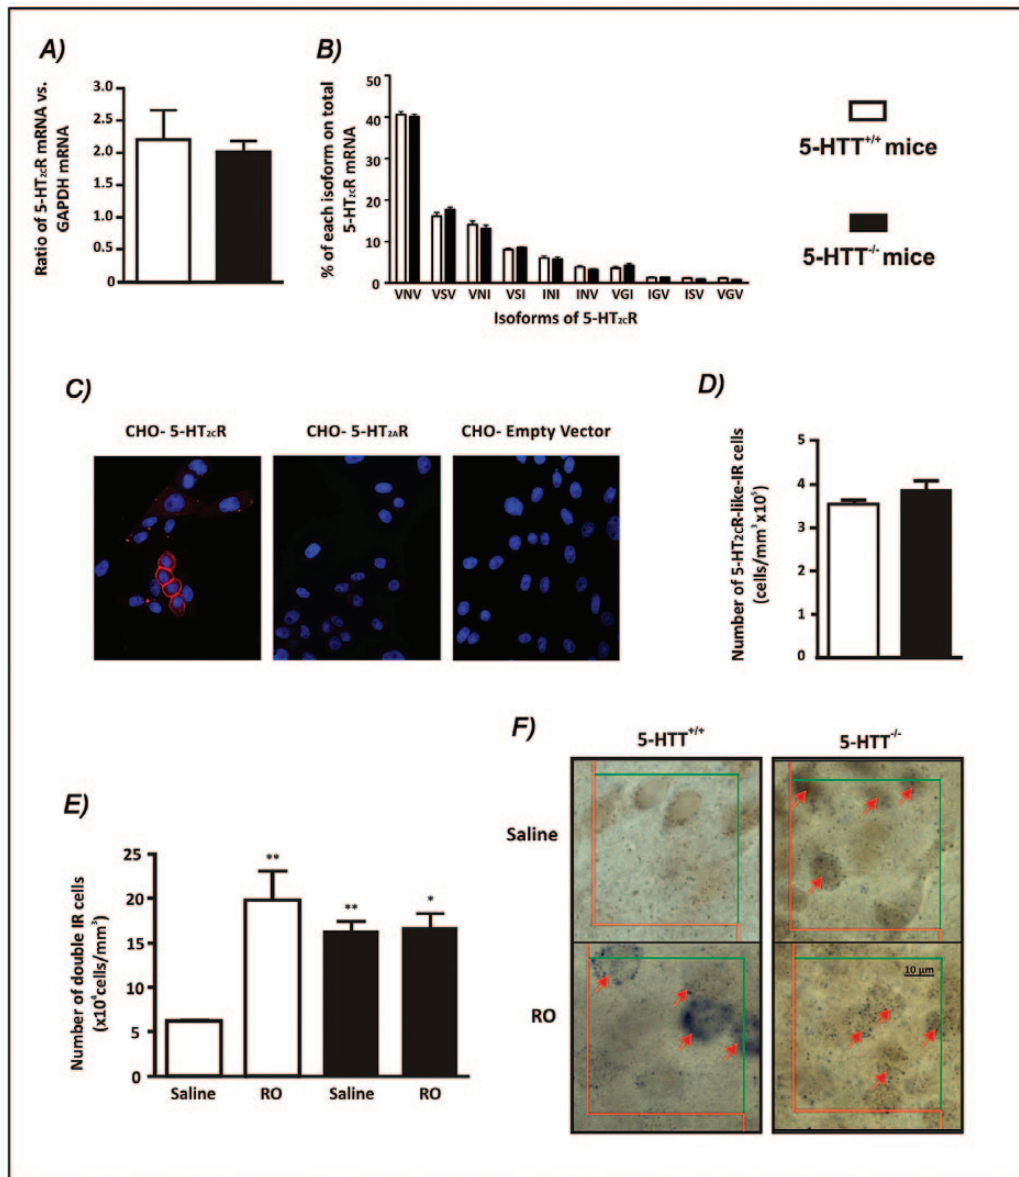 A)
Ratio of 5-HT2cR mRNA vs.
GAPDH mRNA
3.0
2.5
2.0
1.5
1.0
0.5
0
B)
% of each isoform on total
5-HT2cR mRNA
50
40
30
20
10
0
VNV VSV VNI VSI INI INV VGI IGV ISV VGV
Isoforms of 5-HT2cR
5-HTT+/+ mice
5-HTT-/- mice
C)
CHO- 5-HT2cR
CHO- 5-HT2AR
CHO- Empty Vector
D)
Number of 5-HT2cR-like-IR cells
(cells/mm³ x10⁵)
5
4
3
2
1
0
E)
Number of double IR cells
(x10⁴cells/mm³)
25
20
15
10
5
0
**
**
*
Saline RO Saline RO
F)
5-HTT+/+
5-HTT-/-
Saline
RO
10 µm